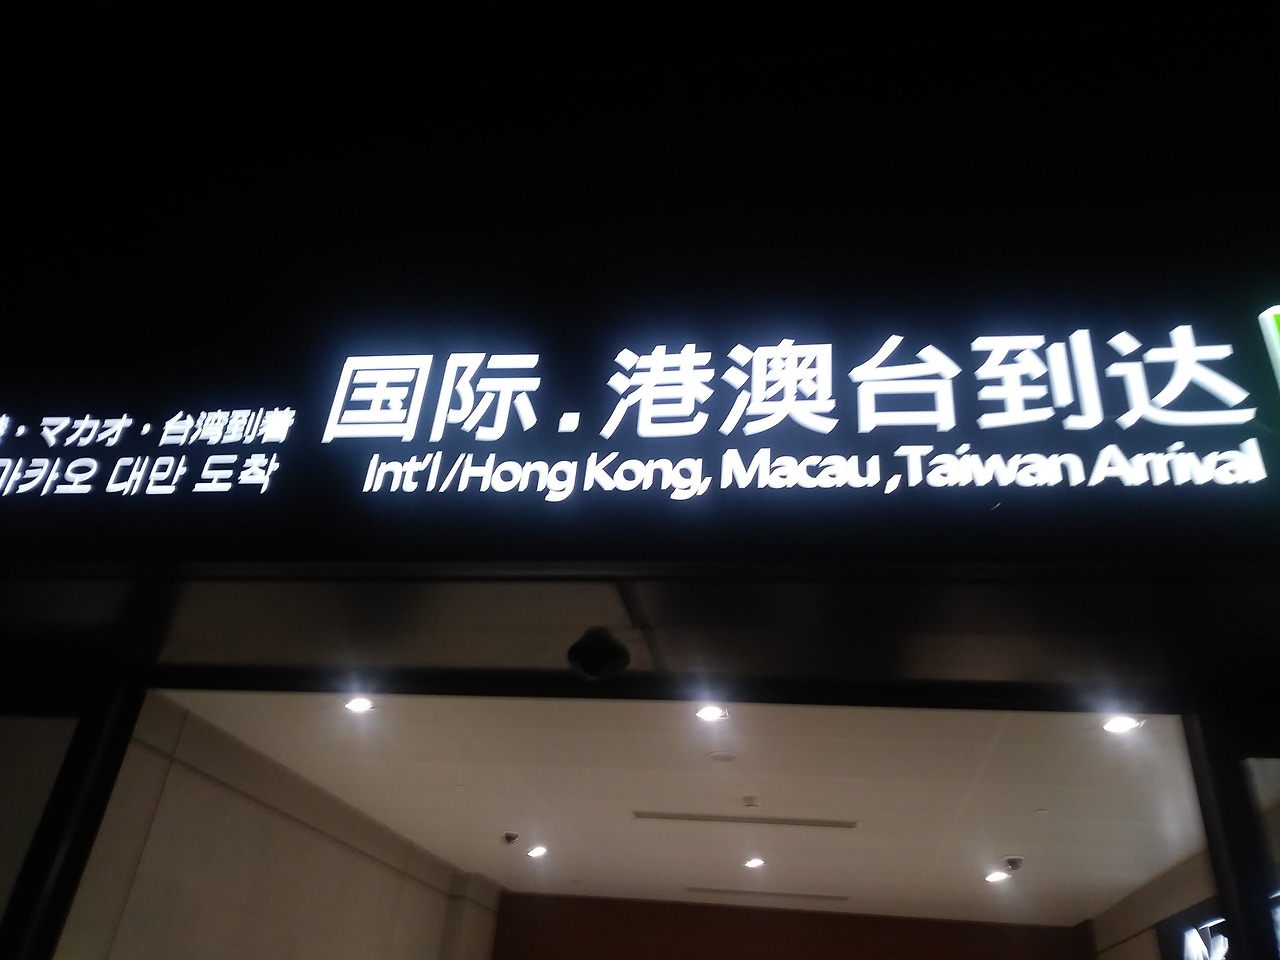 ・マカオ・台湾到着
마카오 대만 도착
国际.港澳台到达
Int'l/Hong Kong, Macau ,Taiwan Arrival